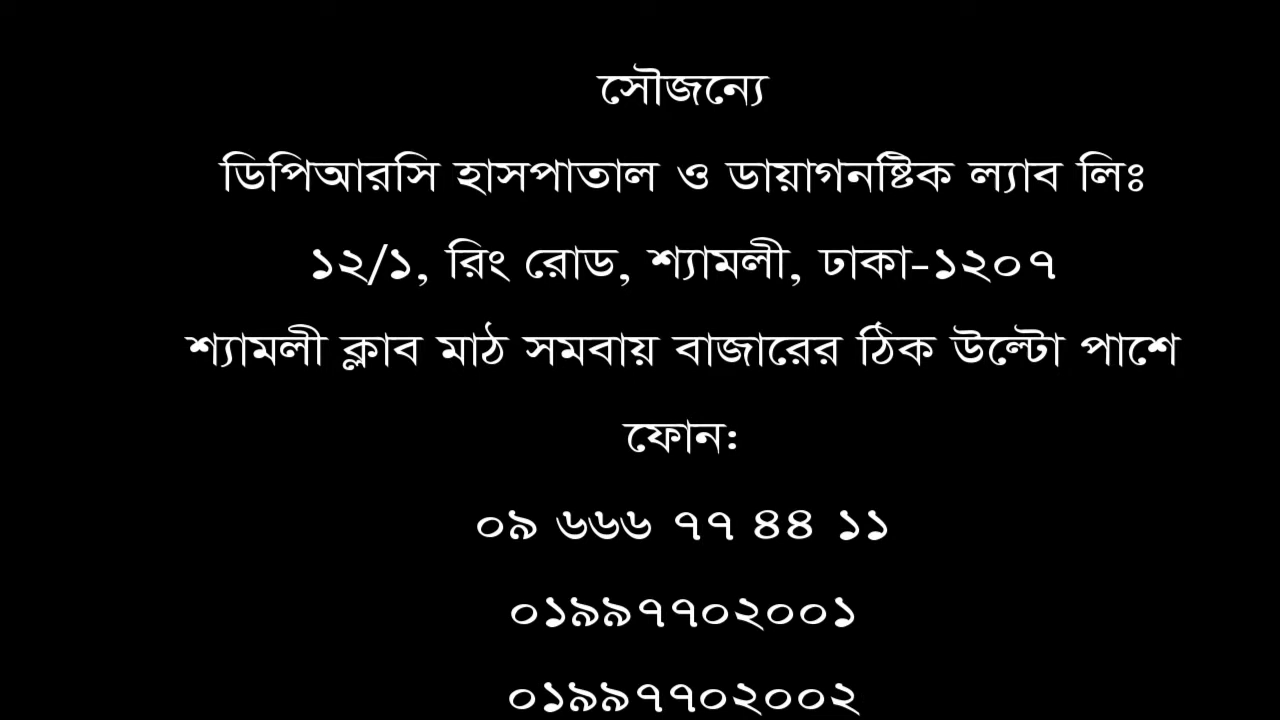 সৌজন্যে
ডিপিআরসি হাসপাতাল ও ডায়াগনষ্টিক ল্যাব লিঃ
১২/১, রিং রোড, শ্যামলী, ঢাকা-১২০৭
শ্যামলী ক্লাব মাঠ সমবায় বাজারের ঠিক উল্টো পাশে
ফোন:
০৯ ৬৬৬ ৭৭ ৪৪ ১১
০১৯৯৭৭০২০০১
০১৯৯৭৭০২০০২